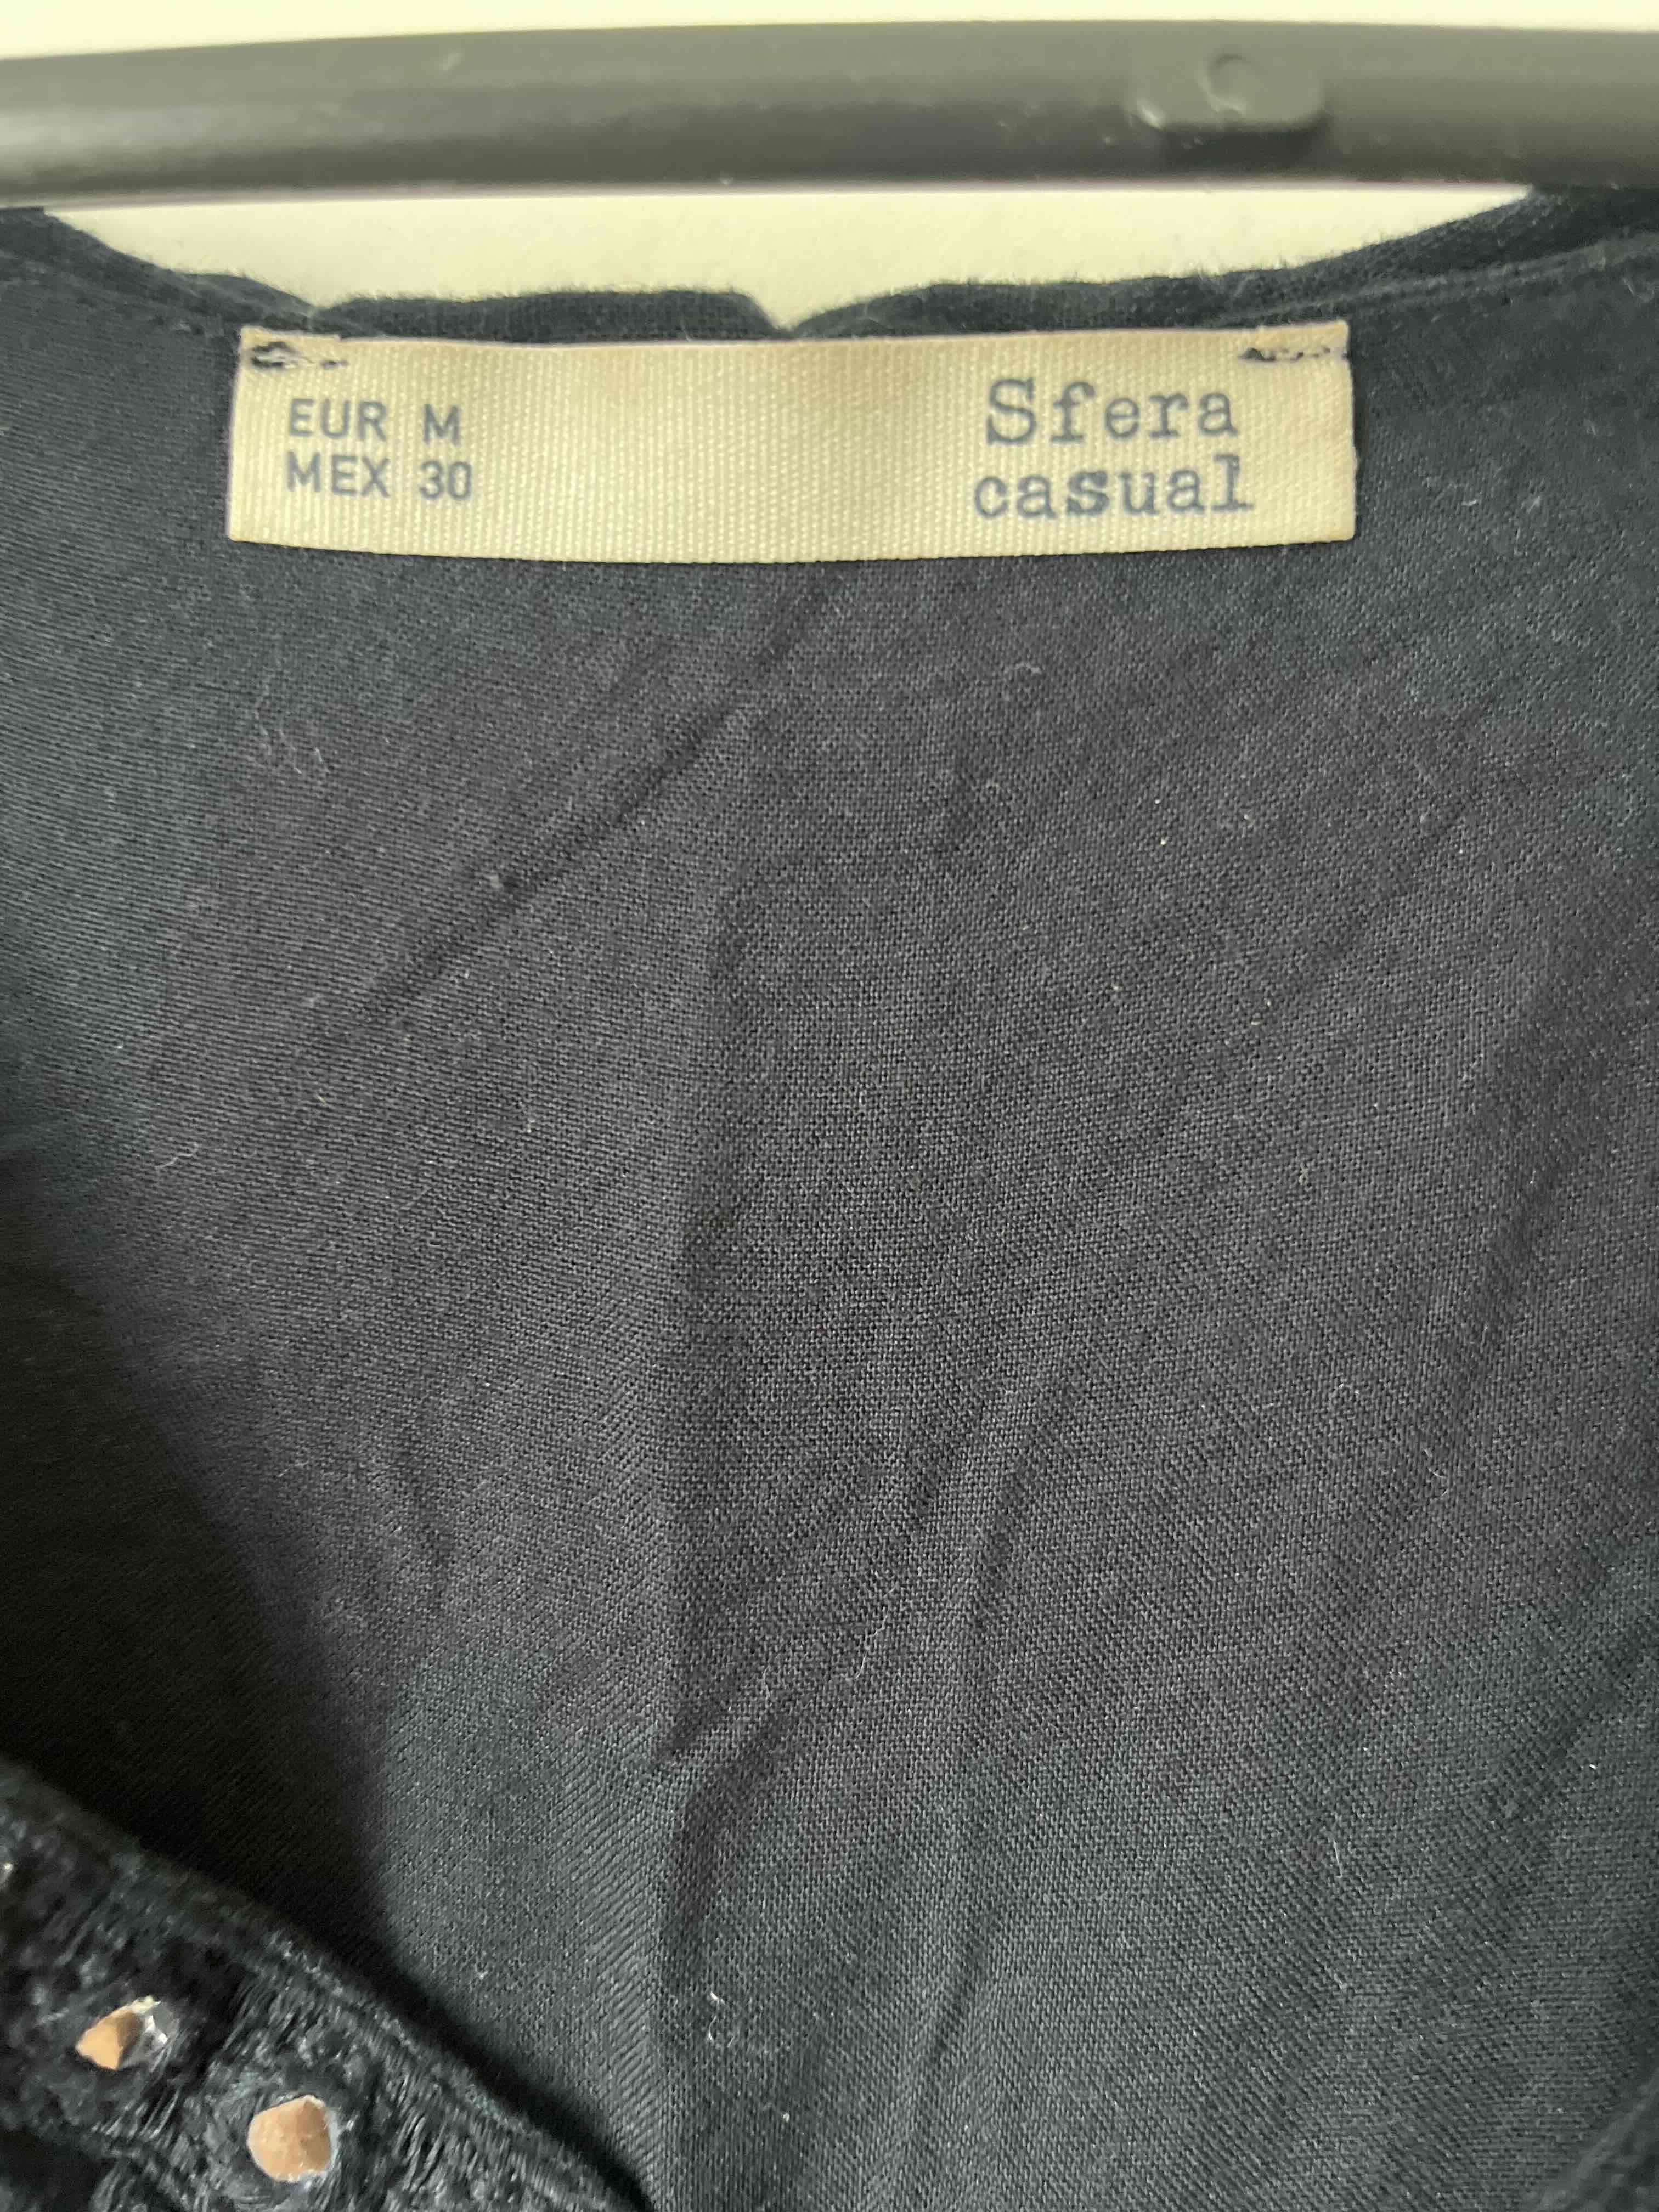 EUR M
MEX 30
Sfera
casual